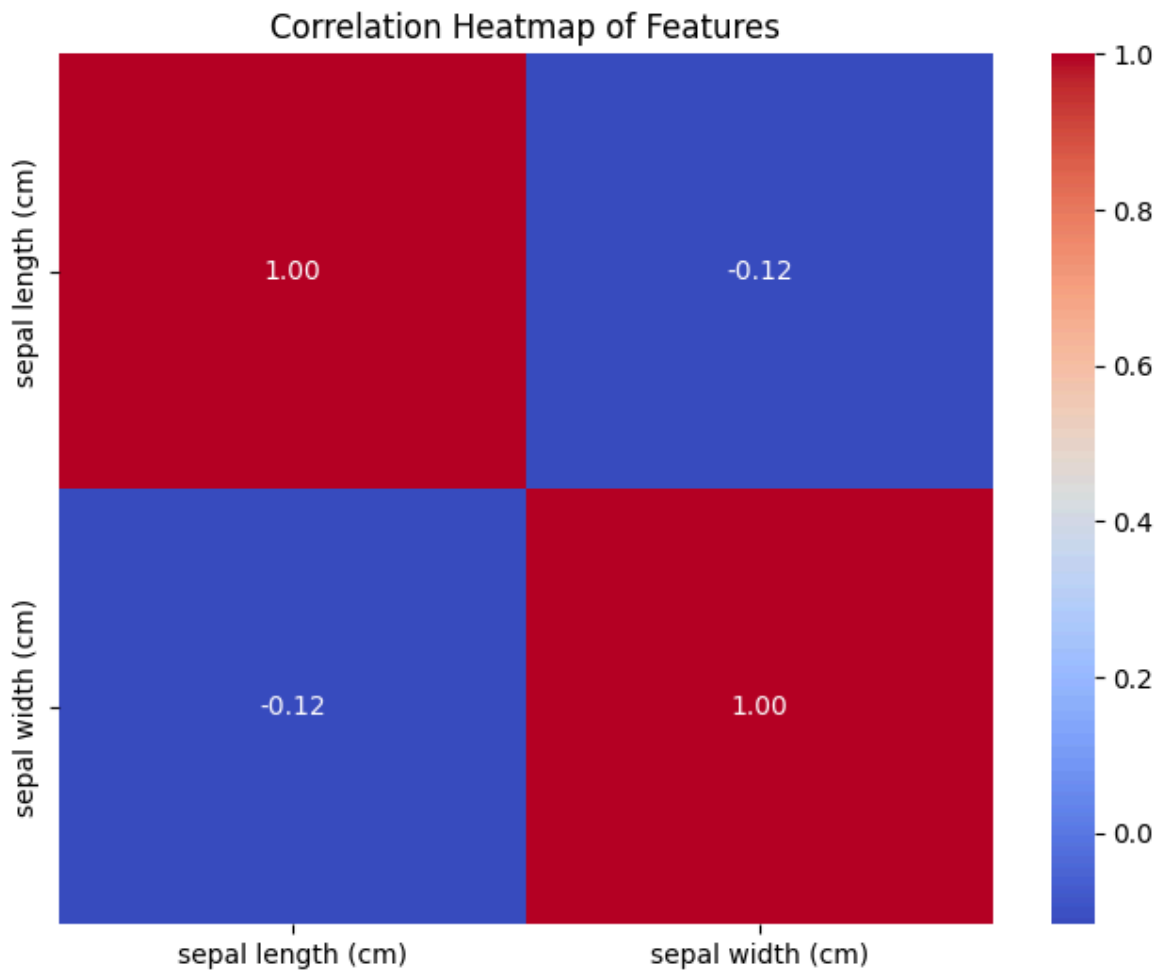 Correlation Heatmap of Features
sepal length (cm)
sepal width (cm)
1.00
-0.12
-0.12
1.00
sepal length (cm)
sepal width (cm)
1.0
0.8
0.6
0.4
0.2
0.0